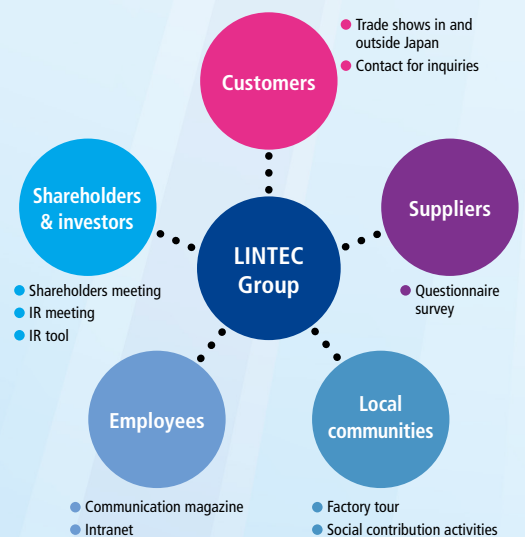 Customers
● Trade shows in and
outside Japan
● Contact for inquiries
Shareholders
& investors
● Shareholders meeting
● IR meeting
● IR tool
LINTEC
Group
Suppliers
● Questionnaire
survey
Employees
● Communication magazine
● Intranet
Local
communities
● Factory tour
● Social contribution activities